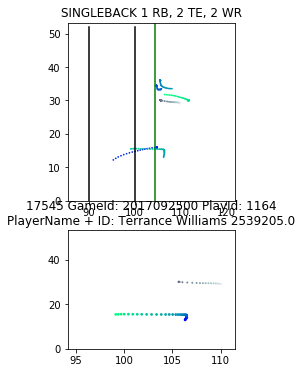 SINGLEBACK 1 RB, 2 TE, 2 WR
50
40
30
20
10
0
90 100 110 120
17545 GameId: 2017092500 PlayId: 1164
PlayerName + ID: Terrance Williams 2539205.0
40
20
0
95 100 105 110